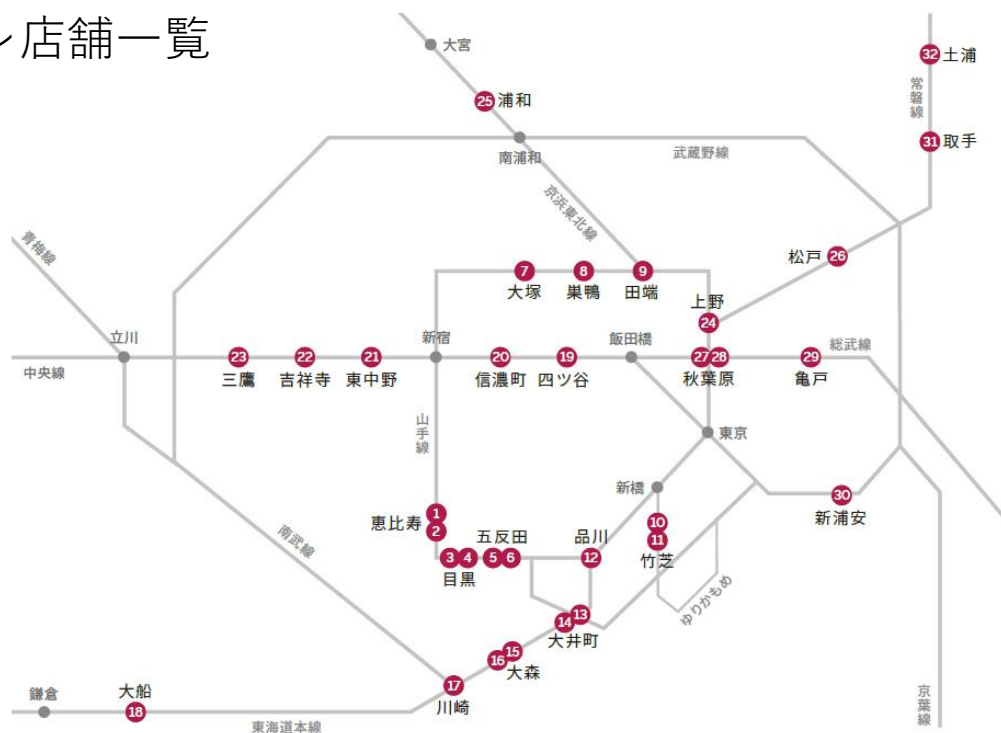 店舗一覧
大宮
32 土浦
常磐線
25 浦和
31 取手
南浦和
武蔵野線
京浜東北線
青梅線
松戸 26
7
8
9
大塚
巣鴨
田端
上野
24
立川
新宿
飯田橋
総武線
中央線
23
22
21
20
19
27
28
29
三鷹
吉祥寺
東中野
信濃町
四ツ谷
秋葉原
亀戸
山手線
東京
新橋
30
新浦安
恵比寿
1
2
10
11
竹芝
五反田
品川
3
4
5
6
12
目黒
南武線
ゆりかもめ
13
14
大井町
15
16
大森
17
川崎
鎌倉
大船
18
東海道本線
京葉線